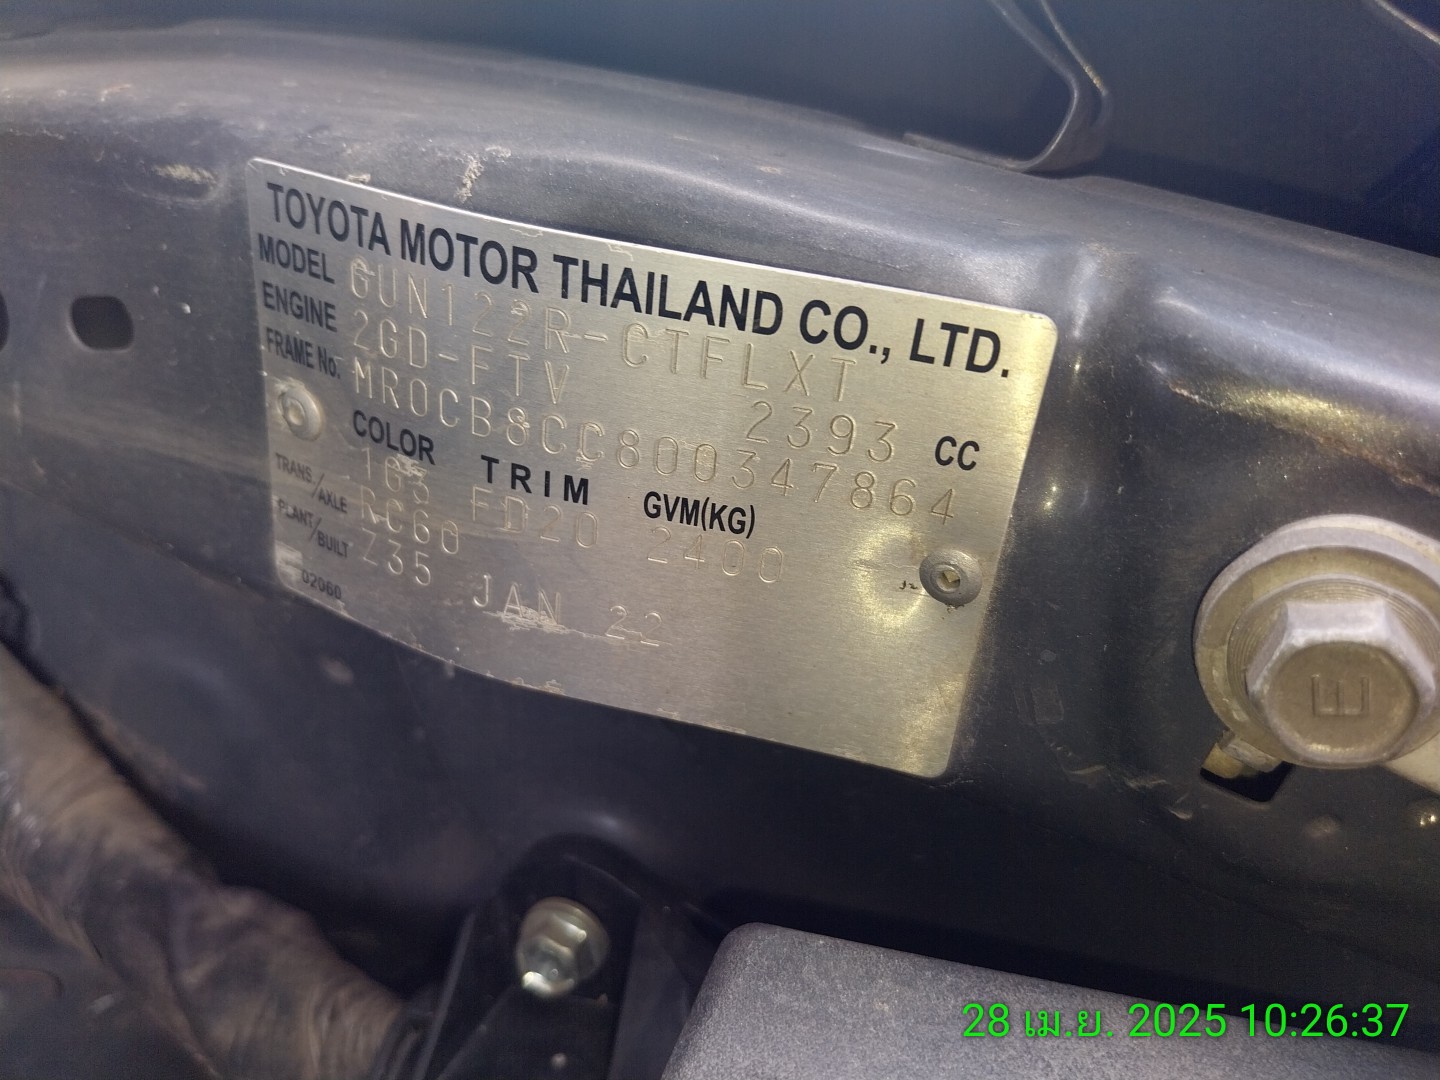 TOYOTA MOTOR THAILAND CO., LTD.
MODEL GUN122R-CTFLXT
ENGINE 2GD-FTV 2393 CC
FRAME No. MR0CB8CC800347864
COLOR TRIM GVM(KG)
1G3 FD20 2400
TRANS./AXLE RC60
PLANT/BUILT Z35 JAN 22
02060
E
28 เม.ย. 2025 10:26:37